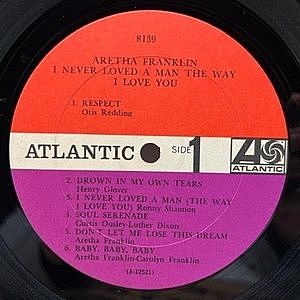 8139
ARETHA FRANKLIN
I NEVER LOVED A MAN THE WAY
I LOVE YOU
1. RESPECT
Otis Redding
ATLANTIC SIDE 1 ATLANTIC
2. DROWN IN MY OWN TEARS
Henry Glover
3. I NEVER LOVED A MAN (THE WAY
I LOVE YOU) Ronny Shannon
4. SOUL SERENADE
Curtis Ousley-Luther Dixon
5. DON'T LET ME LOSE THIS DREAM
Aretha Franklin
6. BABY, BABY, BABY
Aretha Franklin-Carolyn Franklin
(A-12521)